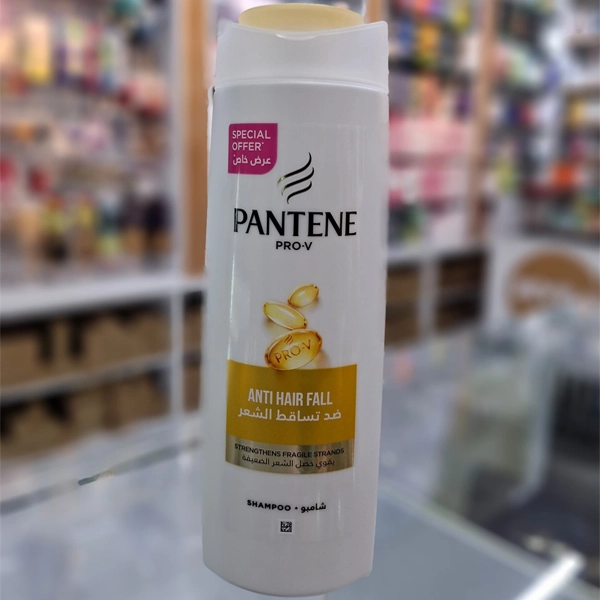 SPECIAL
OFFER*
عرض خاص*
PANTENE
PRO-V
PRO-V
ANTI HAIR FALL
ضد تساقط الشعر
STRENGTHENS FRAGILE STRANDS
يقوي خصل الشعر الضعيفة
SHAMPOO • شامبو